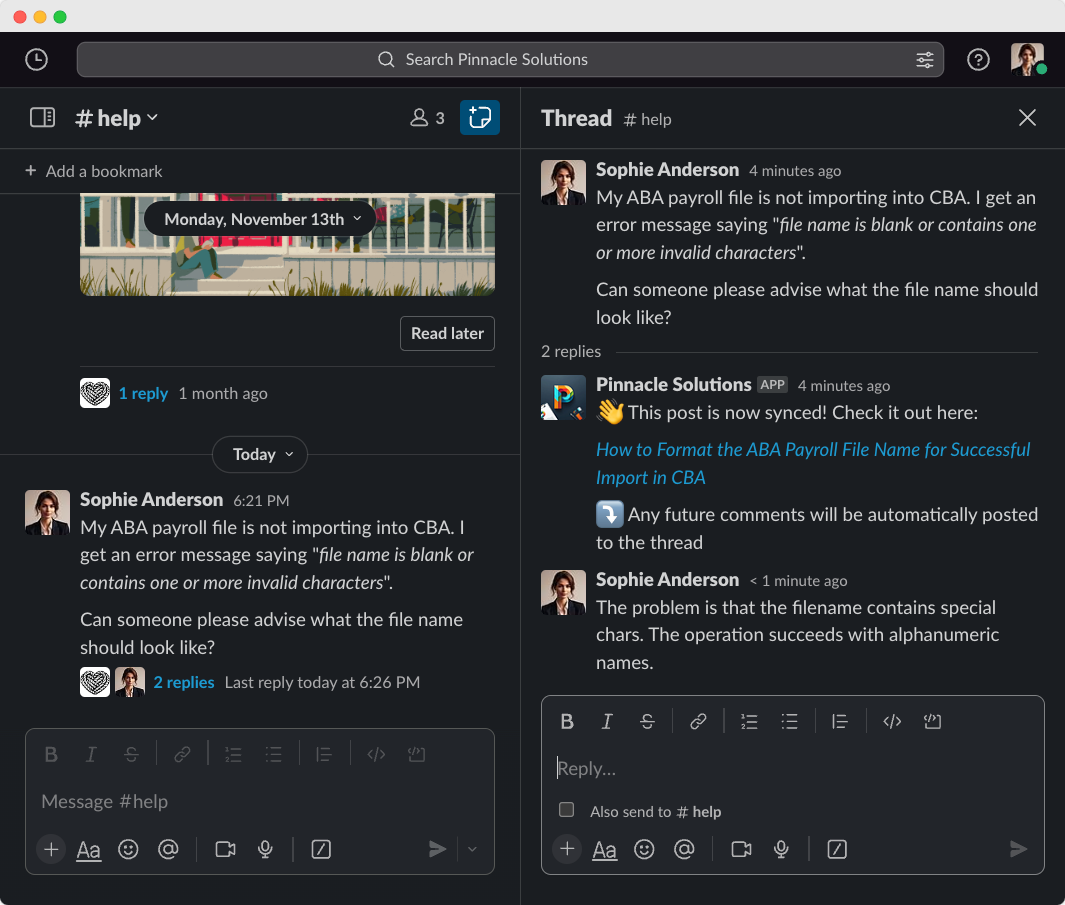 Search Pinnacle Solutions
# help
3
Add a bookmark
Monday, November 13th
Read later
1 reply 1 month ago
Today
Sophie Anderson 6:21 PM
My ABA payroll file is not importing into CBA. I
get an error message saying "file name is blank or
contains one or more invalid characters".
Can someone please advise what the file name
should look like?
2 replies Last reply today at 6:26 PM
Message #help
Thread # help
Sophie Anderson 4 minutes ago
My ABA payroll file is not importing into CBA. I get an
error message saying "file name is blank or contains one
or more invalid characters".
Can someone please advise what the file name should
look like?
2 replies
Pinnacle Solutions APP 4 minutes ago
This post is now synced! Check it out here:
How to Format the ABA Payroll File Name for Successful
Import in CBA
Any future comments will be automatically posted
to the thread
Sophie Anderson < 1 minute ago
The problem is that the filename contains special
chars. The operation succeeds with alphanumeric
names.
Reply...
Also send to # help